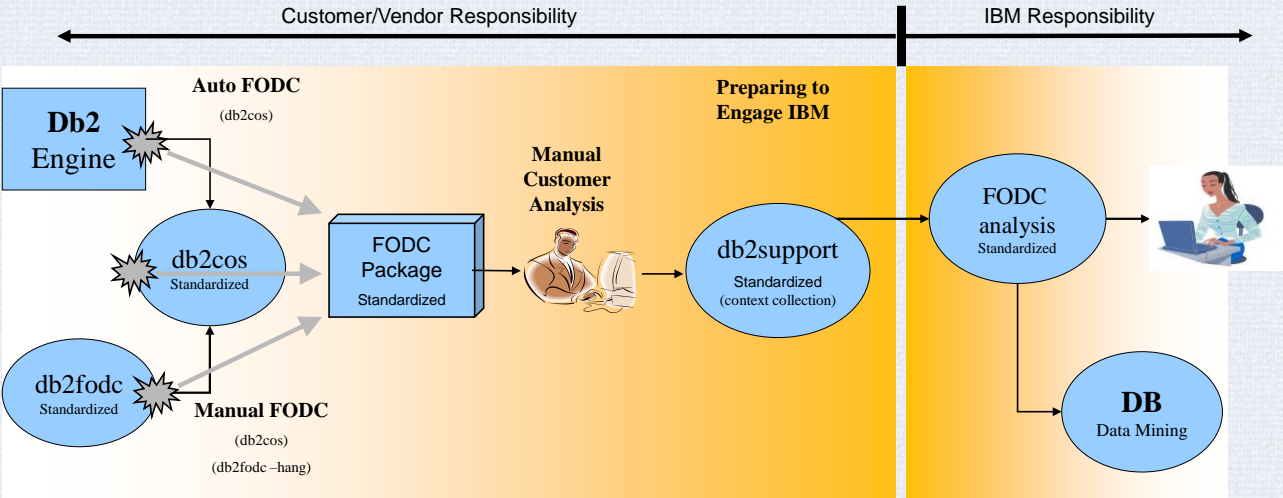 Customer/Vendor Responsibility
IBM Responsibility
Auto FODC
(db2cos)
Preparing to
Engage IBM
Db2
Engine
Manual
Customer
Analysis
FODC
analysis
Standardized
db2cos
Standardized
FODC
Package
Standardized
db2support
Standardized
(context collection)
db2fodc
Standardized
Manual FODC
(db2cos)
(db2fodc –hang)
DB
Data Mining